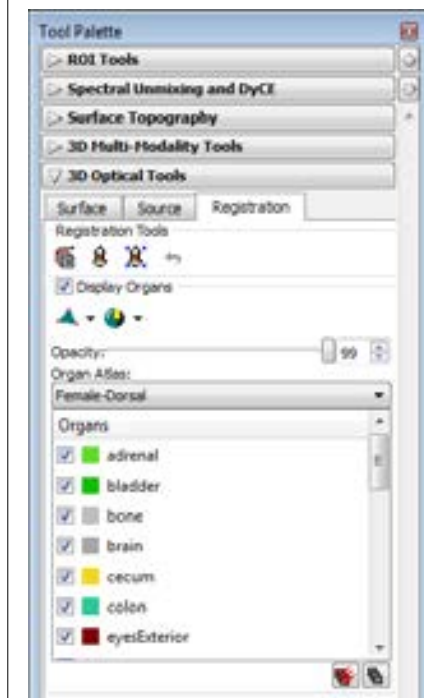 Tool Palette
ROI Tools
Spectral Unmixing and DyCE
Surface Topography
3D Multi-Modality Tools
3D Optical Tools
Surface Source Registration
Registration Tools
Display Organs
Opacity: 99
Organ Atlas:
Female-Dorsal
Organs
adrenal
bladder
bone
brain
cecum
colon
eyesExterior